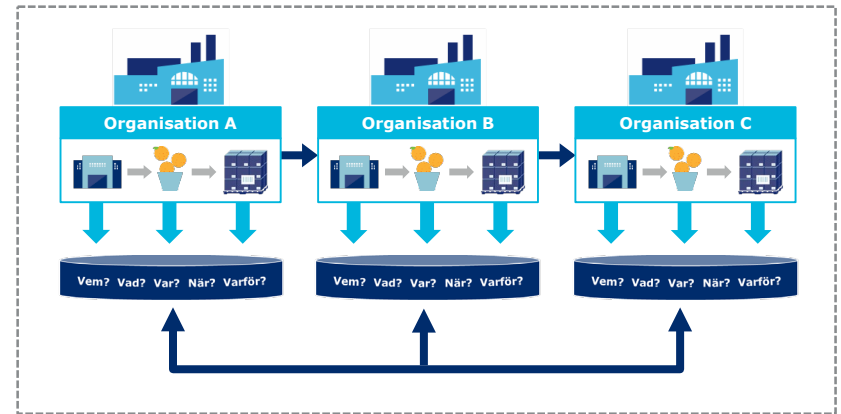 Organisation A
Organisation B
Organisation C
Vem? Vad? Var? När? Varför?
Vem? Vad? Var? När? Varför?
Vem? Vad? Var? När? Varför?